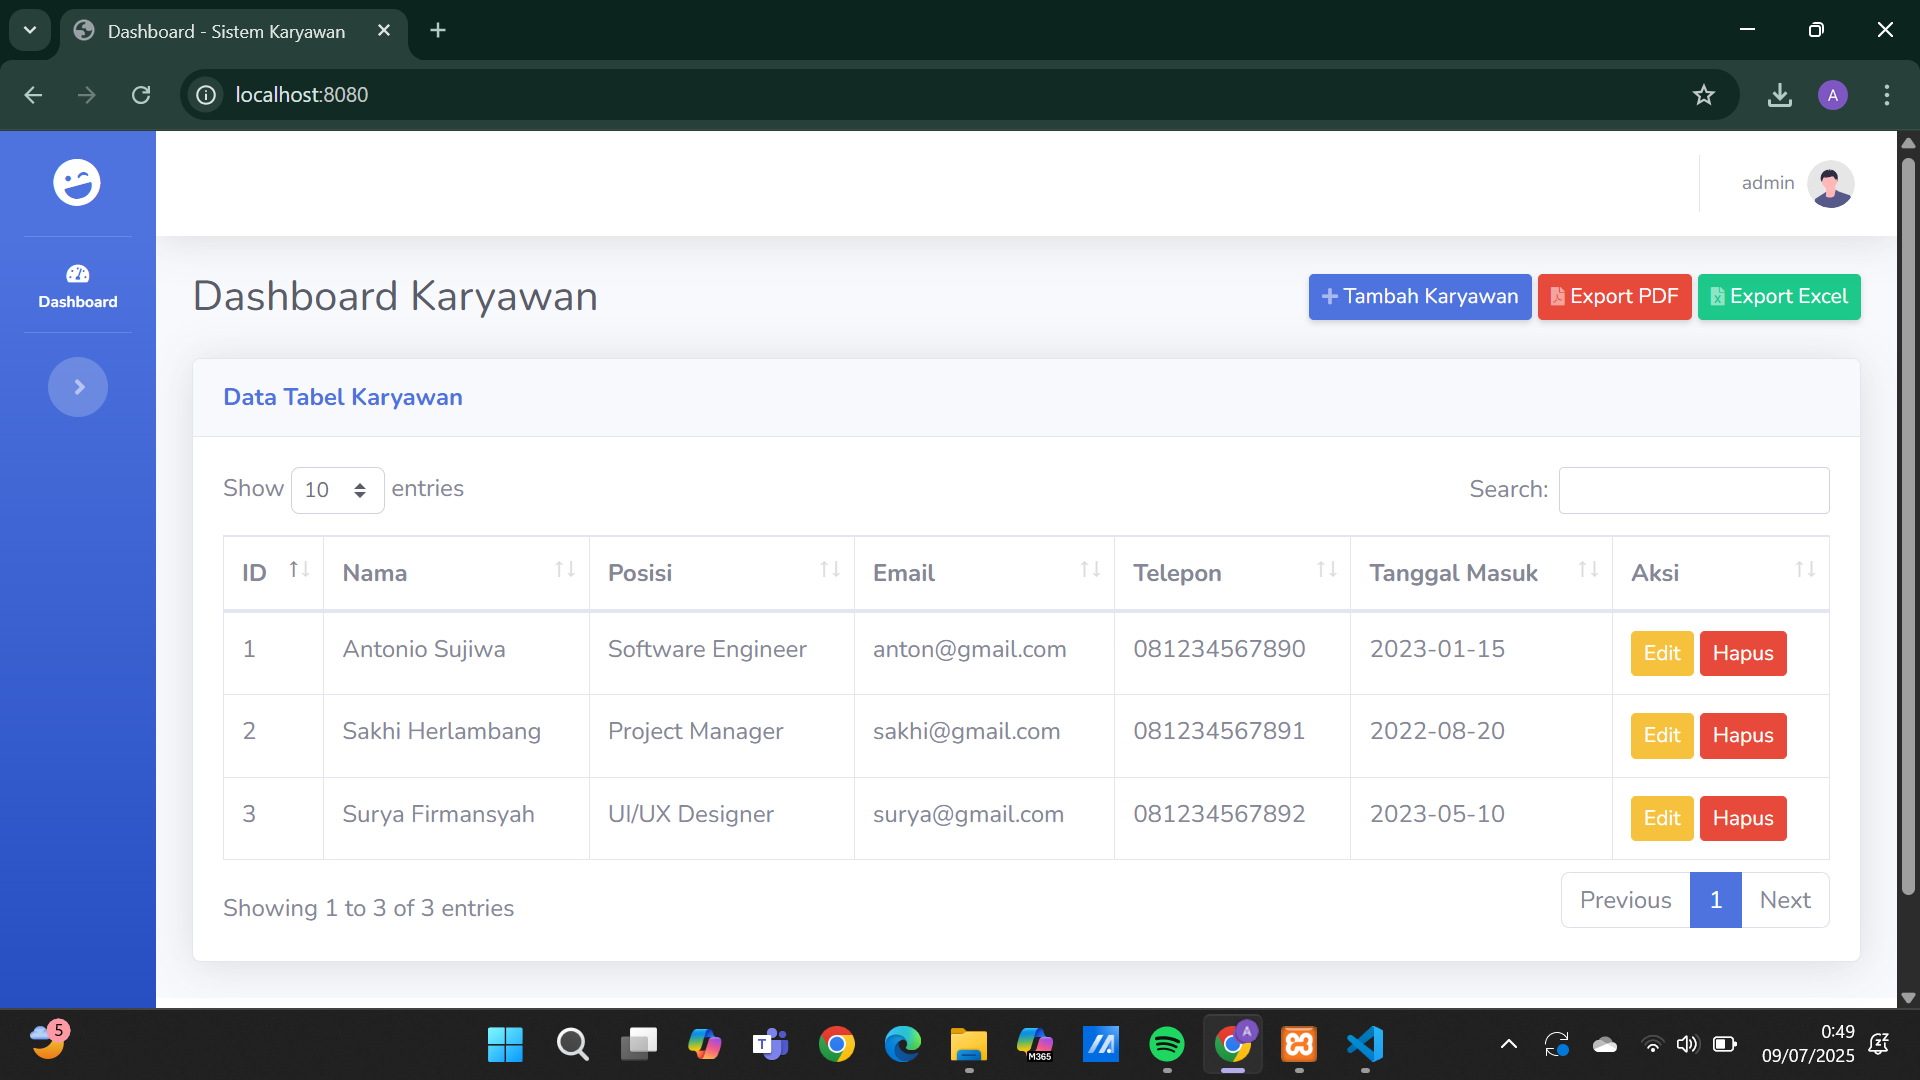 Dashboard - Sistem Karyawan
localhost:8080
A
admin
Dashboard
Dashboard Karyawan
Tambah Karyawan
Export PDF
Export Excel
Data Tabel Karyawan
Show 10 entries
Search:
ID Nama Posisi Email Telepon Tanggal Masuk Aksi
1 Antonio Sujiwa Software Engineer anton@gmail.com 081234567890 2023-01-15 Edit Hapus
2 Sakhi Herlambang Project Manager sakhi@gmail.com 081234567891 2022-08-20 Edit Hapus
3 Surya Firmansyah UI/UX Designer surya@gmail.com 081234567892 2023-05-10 Edit Hapus
Showing 1 to 3 of 3 entries
Previous 1 Next
5
T
M365
A
0:49
09/07/2025